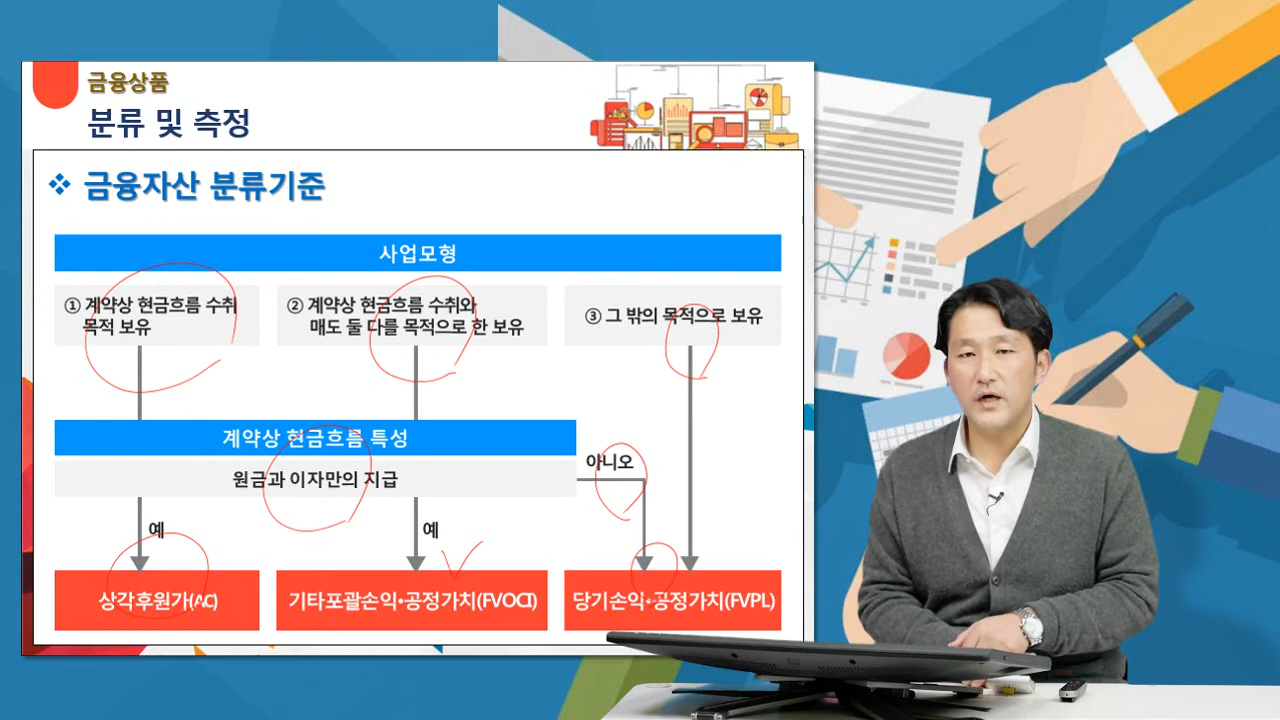 금융상품
분류 및 측정
❖ 금융자산 분류기준
사업모형
① 계약상 현금흐름 수취
목적 보유
② 계약상 현금흐름 수취와
매도 둘 다를 목적으로 한 보유
③ 그 밖의 목적으로 보유
계약상 현금흐름 특성
원금과 이자만의 지급
아니오
예
예
상각후원가(AC)
기타포괄손익•공정가치(FVOCI)
당기손익•공정가치(FVPL)